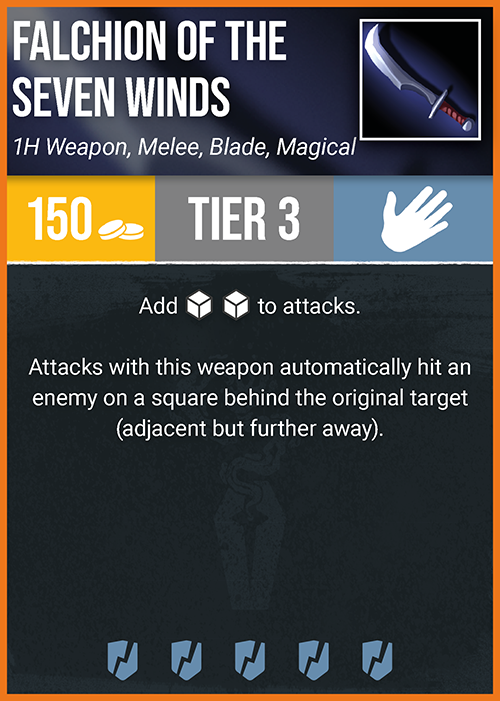 FALCHION OF THE
SEVEN WINDS
1H Weapon, Melee, Blade, Magical
150
TIER 3
Add to attacks.
Attacks with this weapon automatically hit an
enemy on a square behind the original target
(adjacent but further away).